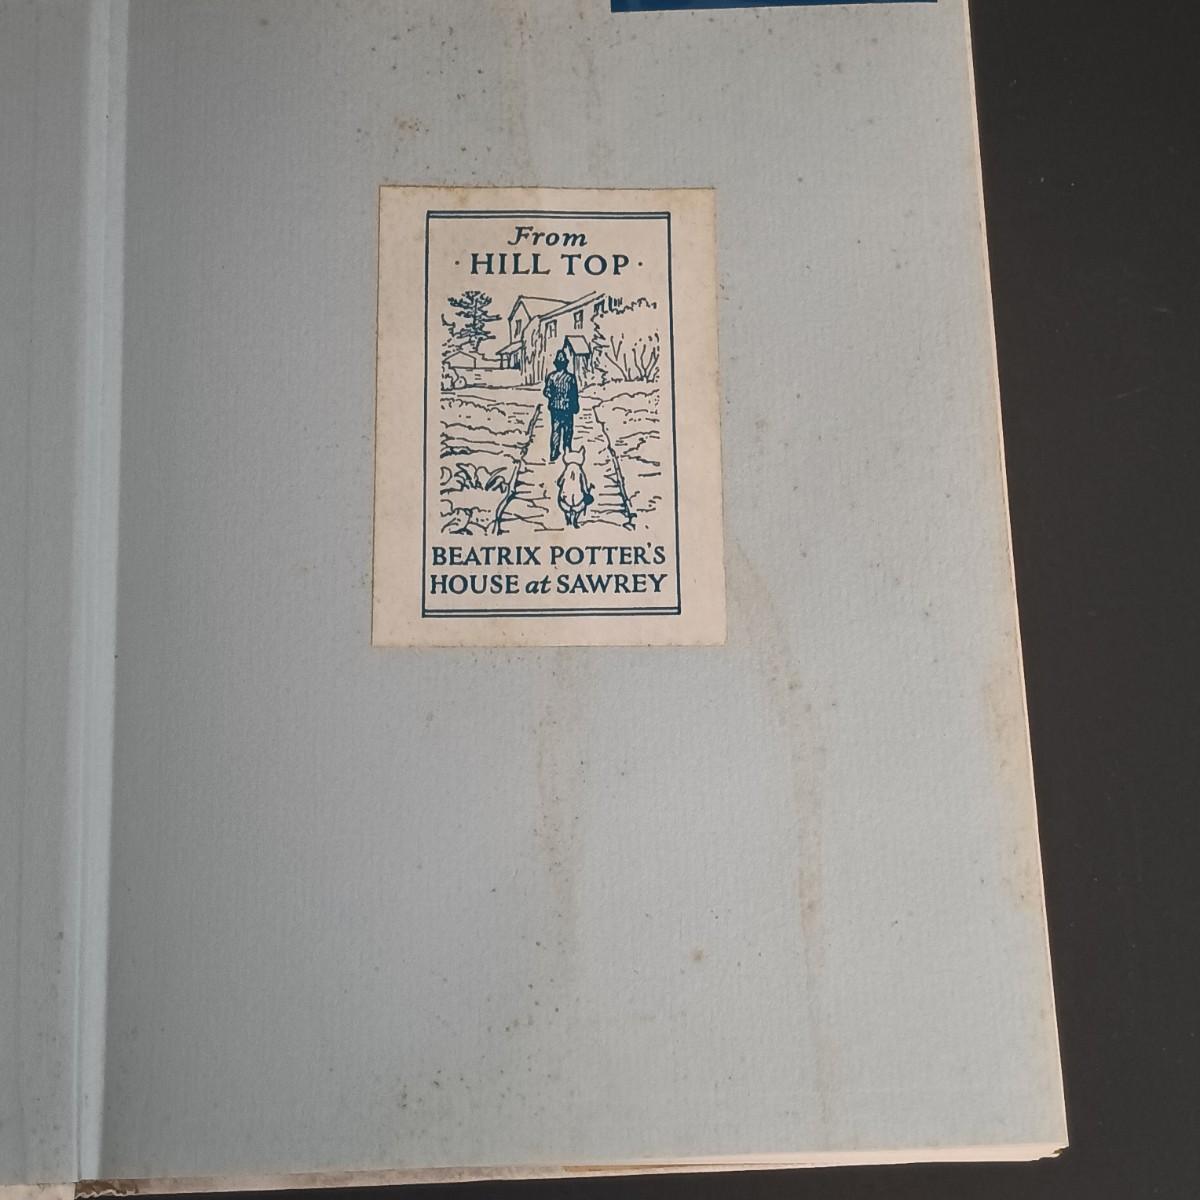 From
· HILL TOP ·
BEATRIX POTTER'S
HOUSE at SAWREY